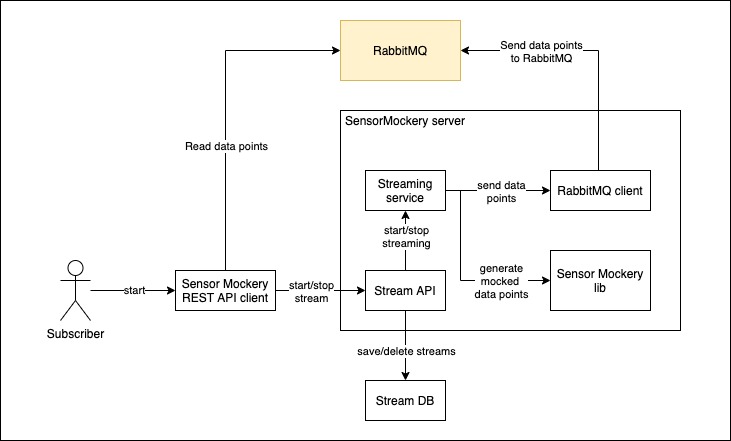 RabbitMQ
Send data points
to RabbitMQ
SensorMockery server
Read data points
Streaming
service
send data
points
RabbitMQ client
start/stop
streaming
generate
mocked
data points
Sensor Mockery
lib
start
Sensor Mockery
REST API client
start/stop
stream
Stream API
Subscriber
save/delete streams
Stream DB